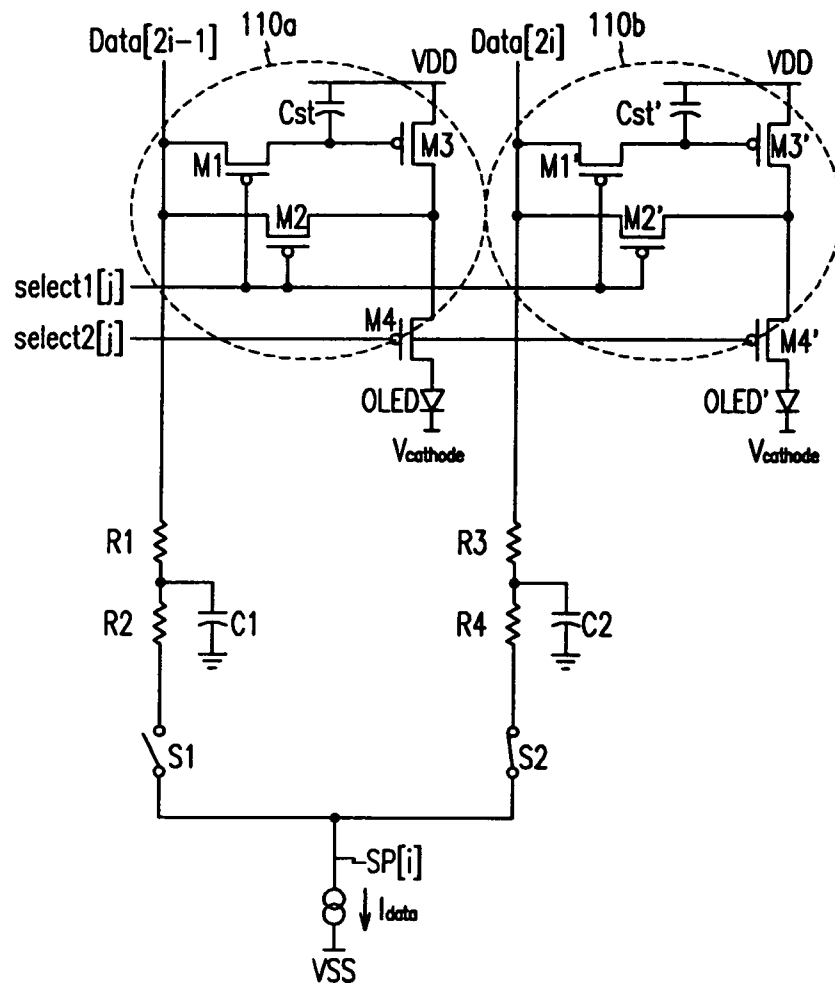 110a
110b
Data[2i-1]
Data[2i]
VDD
VDD
Cst
Cst'
M3
M3'
M1
M1'
M2
M2'
select1[j]
select2[j]
M4
M4'
OLED
OLED'
Vcathode
Vcathode
R1
R3
R2
C1
R4
C2
S1
S2
SP[i]
Idata
VSS